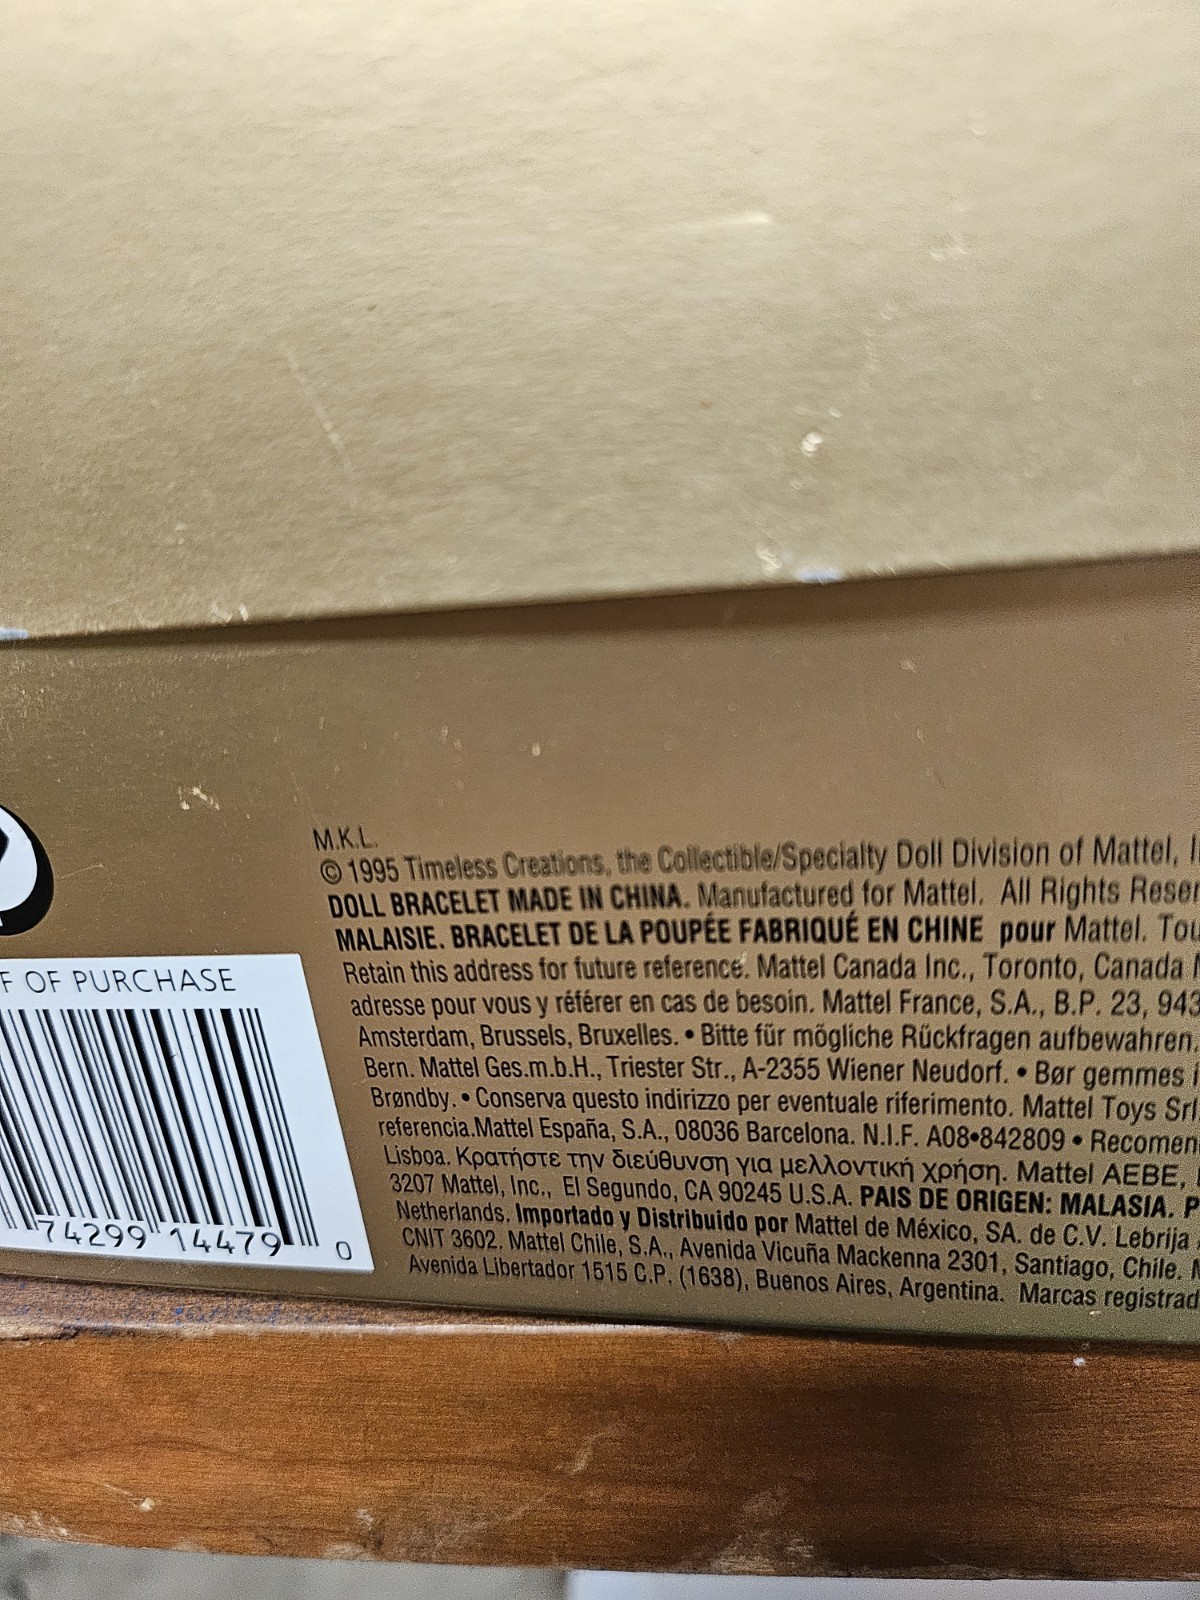 M.K.L.
© 1995 Timeless Creations, the Collectible/Specialty Doll Division of Mattel,
DOLL BRACELET MADE IN CHINA. Manufactured for Mattel. All Rights Reser
MALAISIE. BRACELET DE LA POUPÉE FABRIQUÉ EN CHINE pour Mattel. Tou
Retain this address for future reference. Mattel Canada Inc., Toronto, Canada
adresse pour vous y référer en cas de besoin. Mattel France, S.A., B.P. 23, 943
Amsterdam, Brussels, Bruxelles. • Bitte für mögliche Rückfragen aufbewahren.
Bern. Mattel Ges.m.b.H., Triester Str., A-2355 Wiener Neudorf. • Bør gemmes i
Brøndby. • Conserva questo indirizzo per eventuale riferimento. Mattel Toys Srl.
referencia.Mattel España, S.A., 08036 Barcelona. N.I.F. A08•842809 • Recomen
Lisboa. Κρατήστε την διεύθυνση για μελλοντική χρήση. Mattel AEBE,
3207 Mattel, Inc., El Segundo, CA 90245 U.S.A. PAIS DE ORIGEN: MALASIA. P
Netherlands. Importado y Distribuido por Mattel de México, SA. de C.V. Lebrija
CNIT 3602. Mattel Chile, S.A., Avenida Vicuña Mackenna 2301, Santiago, Chile.
Avenida Libertador 1515 C.P. (1638), Buenos Aires, Argentina. Marcas registrad
F OF PURCHASE
74299 14479 0